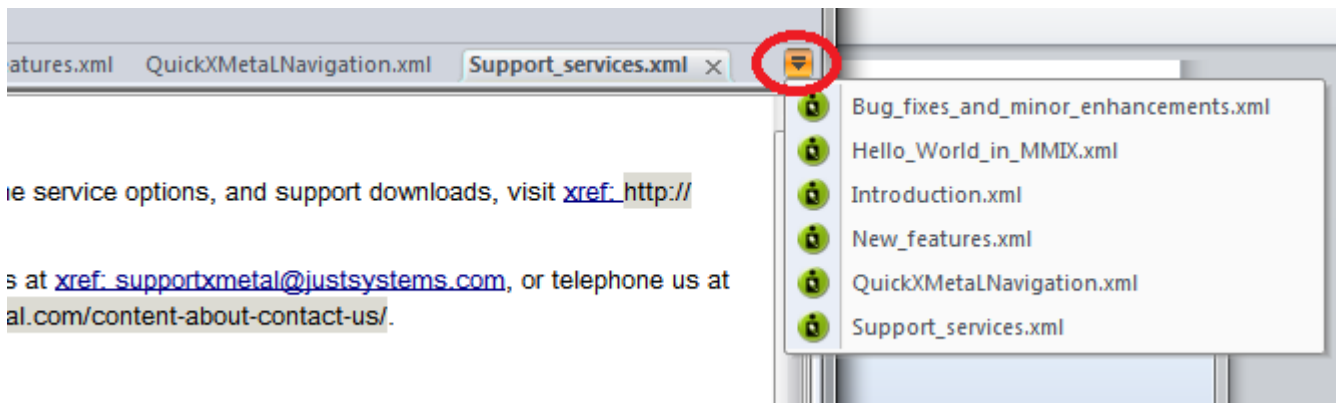 atures.xml QuickXMetaLNavigation.xml Support_services.xml
Bug_fixes_and_minor_enhancements.xml
Hello_World_in_MMIX.xml
Introduction.xml
New_features.xml
QuickXMetaLNavigation.xml
Support_services.xml
e service options, and support downloads, visit xref: http://
s at xref: supportxmetal@justsystems.com, or telephone us at
al.com/content-about-contact-us/.